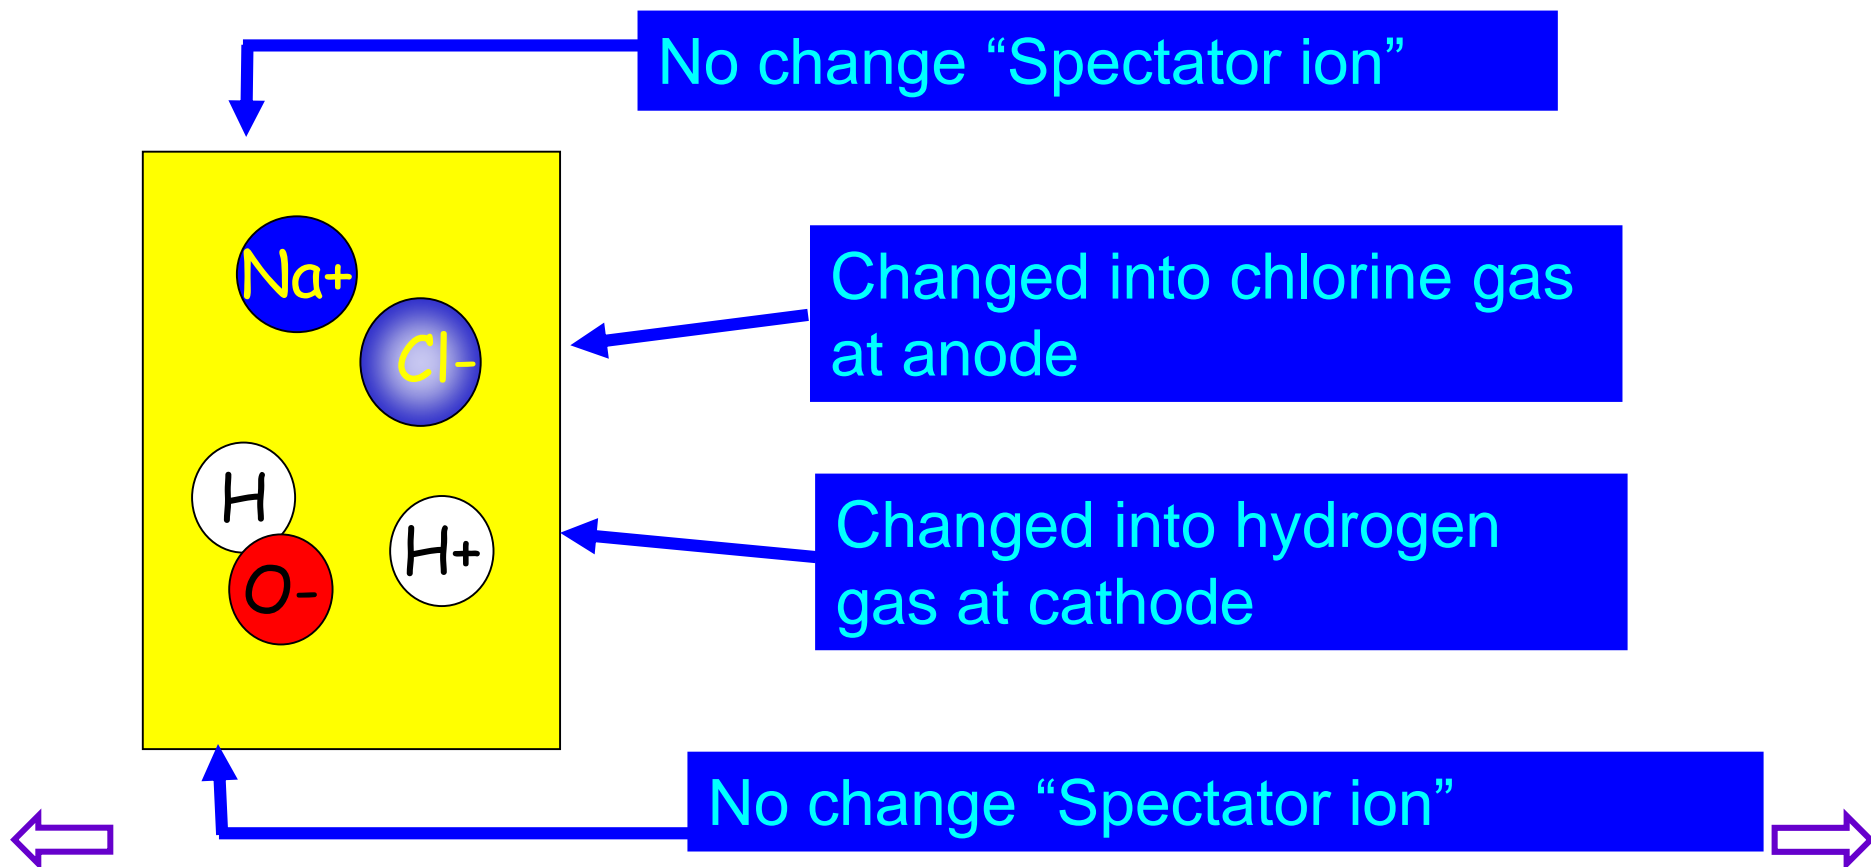 No change “Spectator ion”
Na+
Cl-
Changed into chlorine gas
at anode
H
O-
H+
Changed into hydrogen
gas at cathode
No change “Spectator ion”